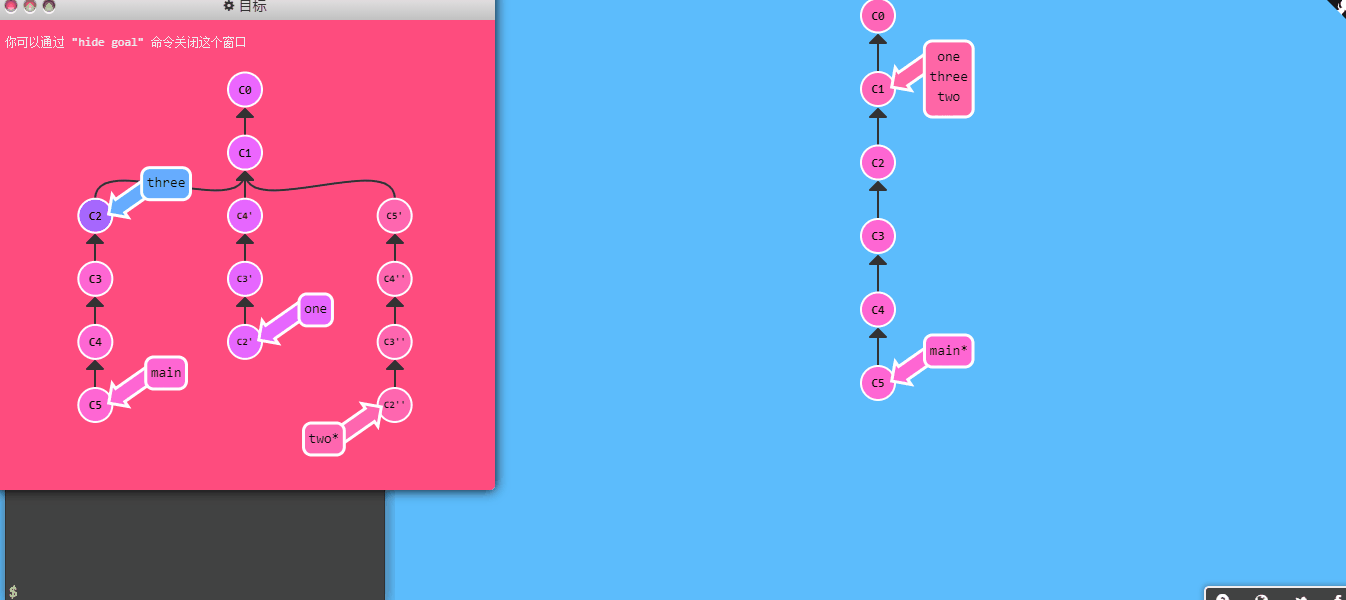 目标
你可以通过 "hide goal" 命令关闭这个窗口
C0
C1
three
C2
C4'
C5'
C3
C3'
C4''
one
C4
C2'
C3''
main
C5
C2''
two*
$
C0
one
three
two
C1
C2
C3
C4
main*
C5